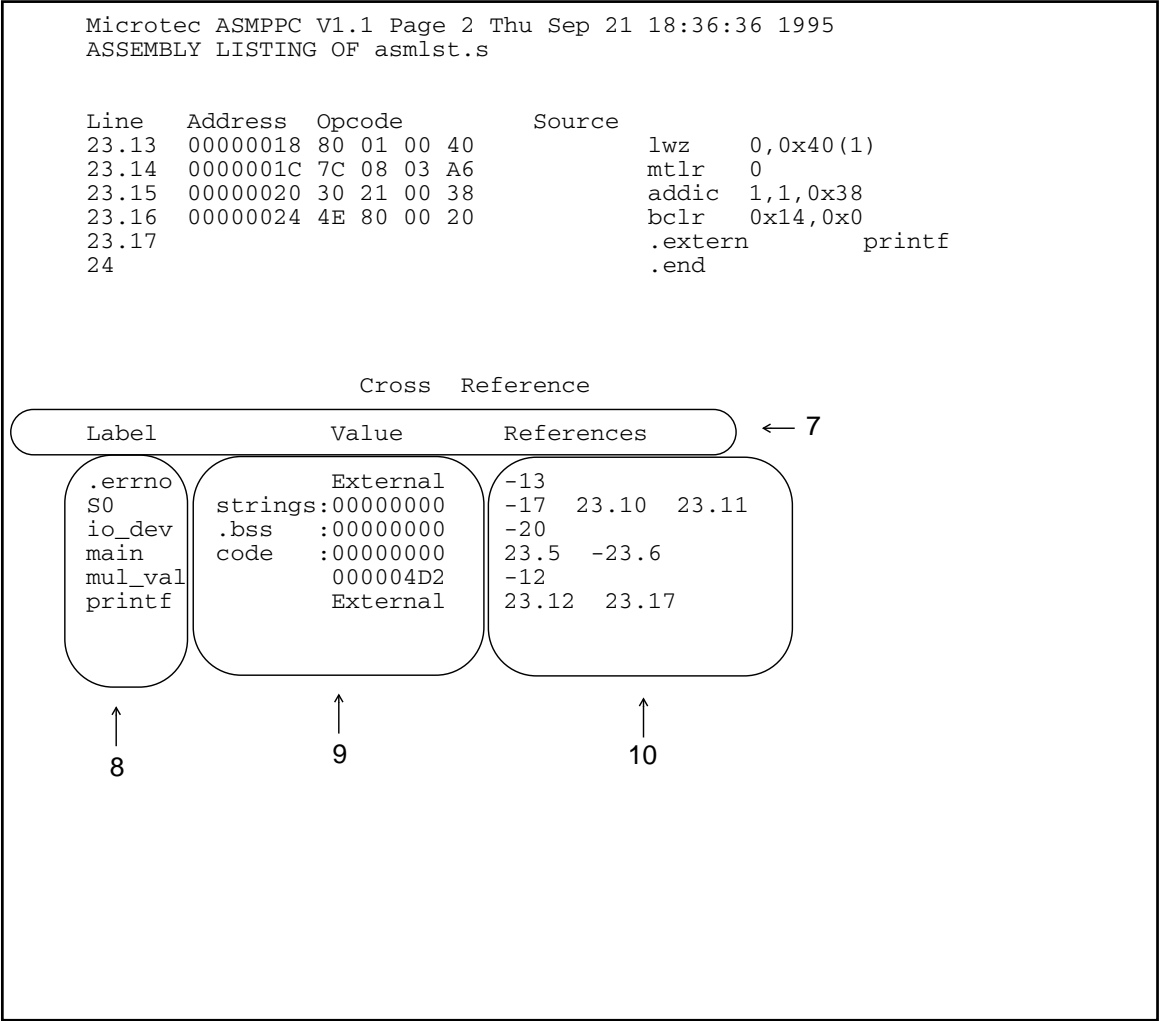 Microtec ASMPPC V1.1 Page 2 Thu Sep 21 18:36:36 1995
ASSEMBLY LISTING OF asmlst.s
Line Address Opcode Source
23.13 00000018 80 01 00 40 lwz 0,0x40(1)
23.14 0000001C 7C 08 03 A6 mtlr 0
23.15 00000020 30 21 00 38 addic 1,1,0x38
23.16 00000024 4E 80 00 20 bclr 0x14,0x0
23.17 .extern printf
24 .end
Cross Reference
Label Value References ← 7
.errno External -13
S0 strings:00000000 -17 23.10 23.11
io_dev .bss :00000000 -20
main code :00000000 23.5 -23.6
mul_val 000004D2 -12
printf External 23.12 23.17
8 9 10